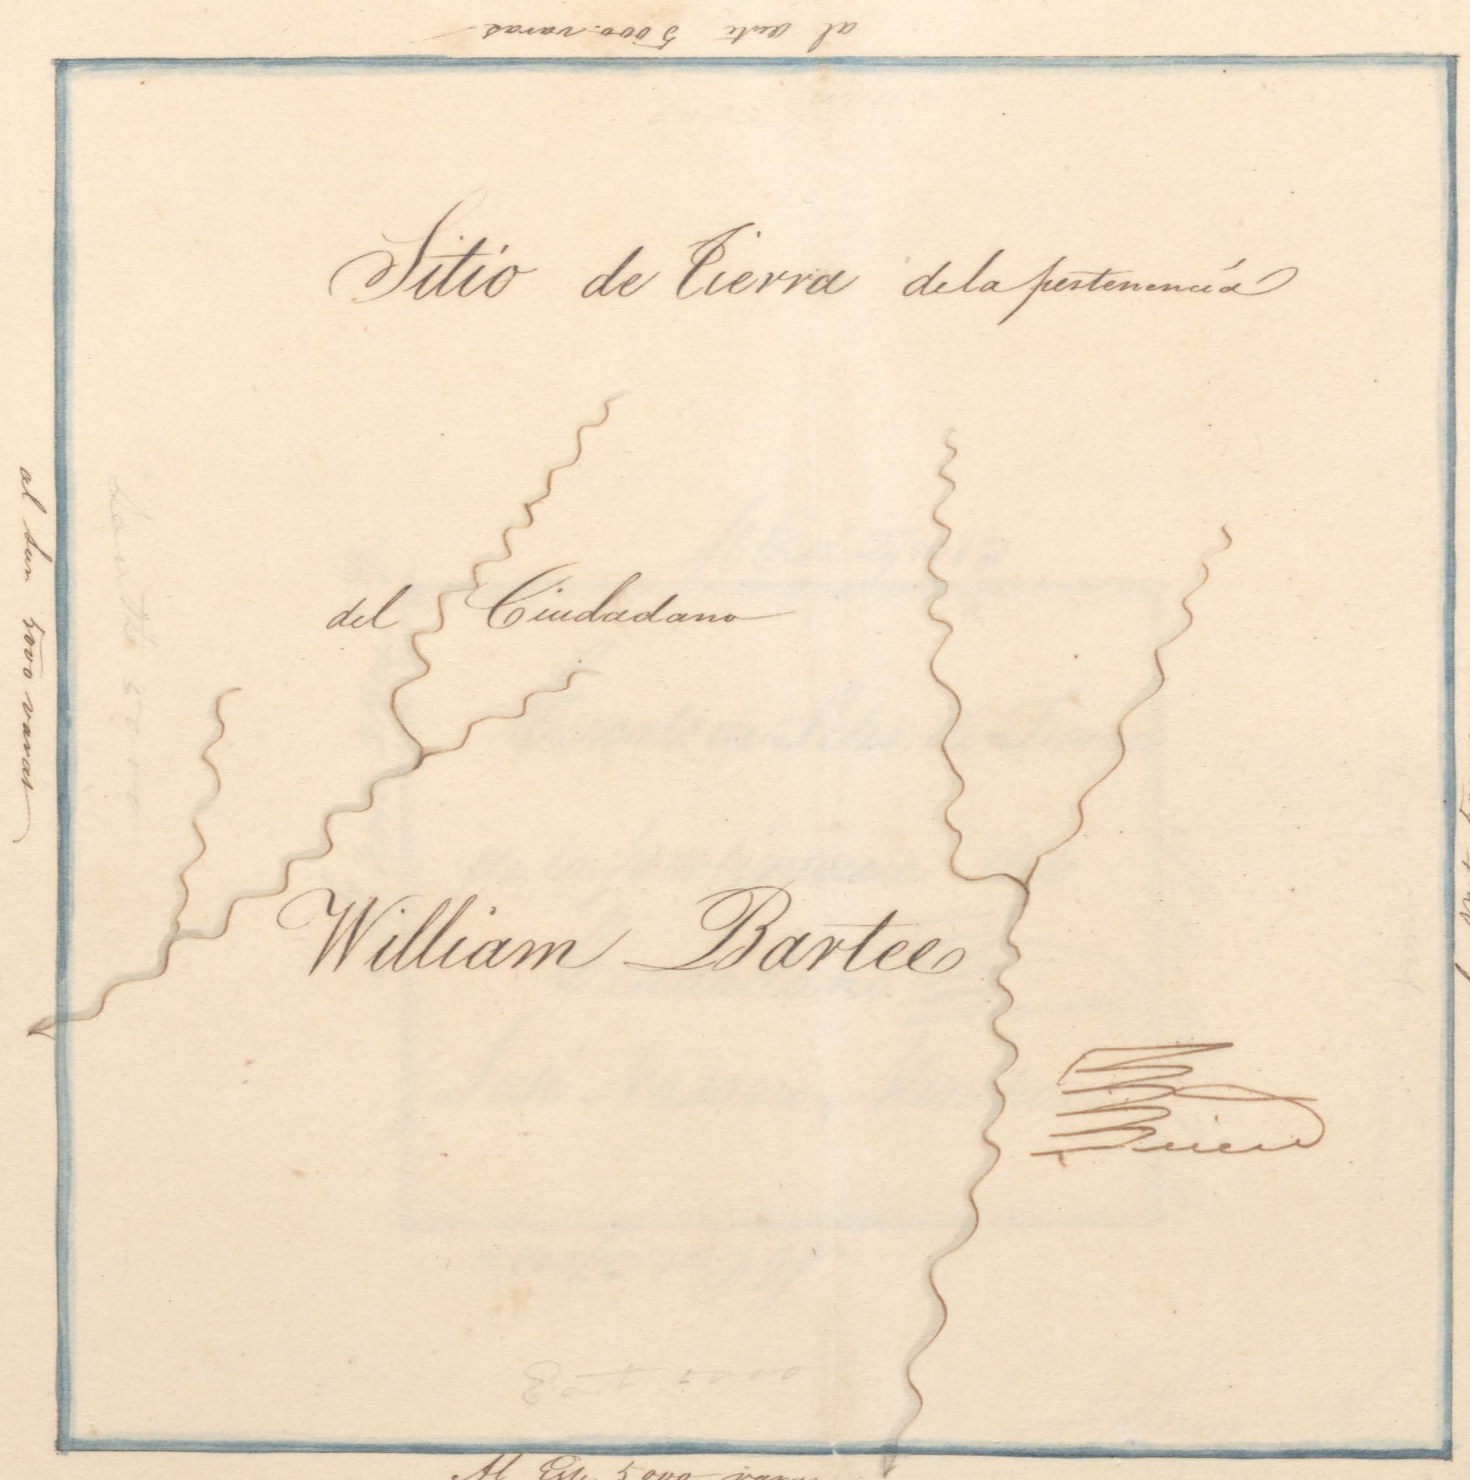 al 5000 varas
Sitio de Tierra de la pertenencia
del Ciudadano
William Bartee
al sur 5000 varas
Al Este 5000 varas